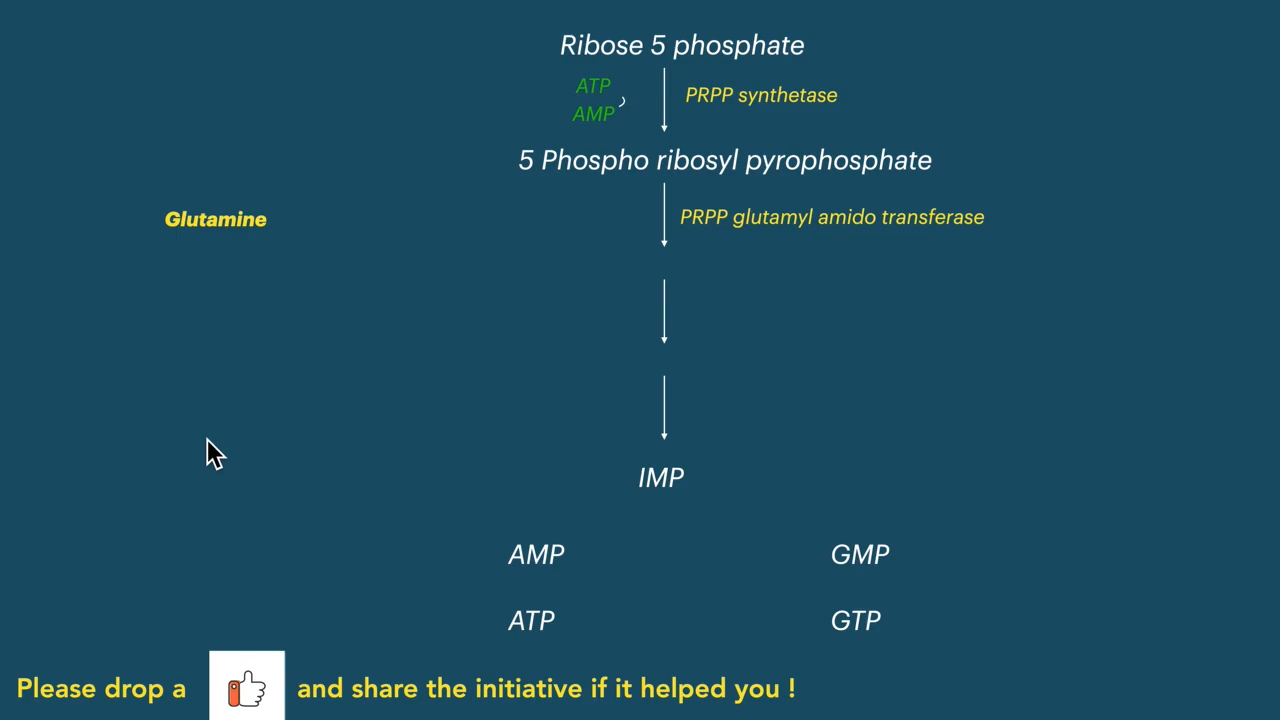 Ribose 5 phosphate
ATP
PRPP synthetase
AMP
5 Phospho ribosyl pyrophosphate
Glutamine
PRPP glutamyl amido transferase
IMP
AMP
GMP
ATP
GTP
Please drop a and share the initiative if it helped you !